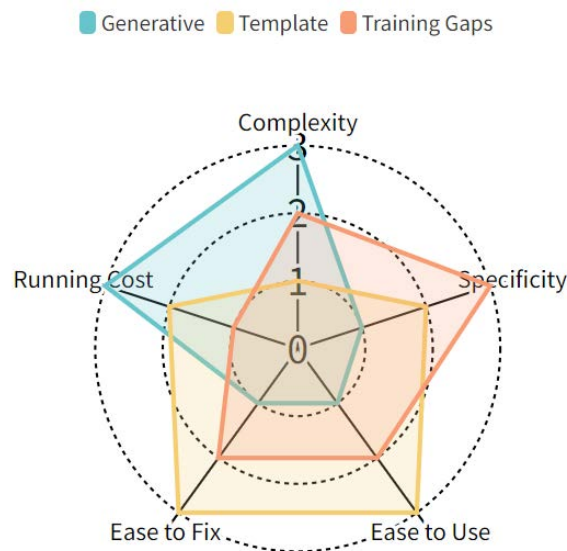 Generative Template Training Gaps
Complexity
3
2
Running Cost
Specificity
1
0
Ease to Fix
Ease to Use